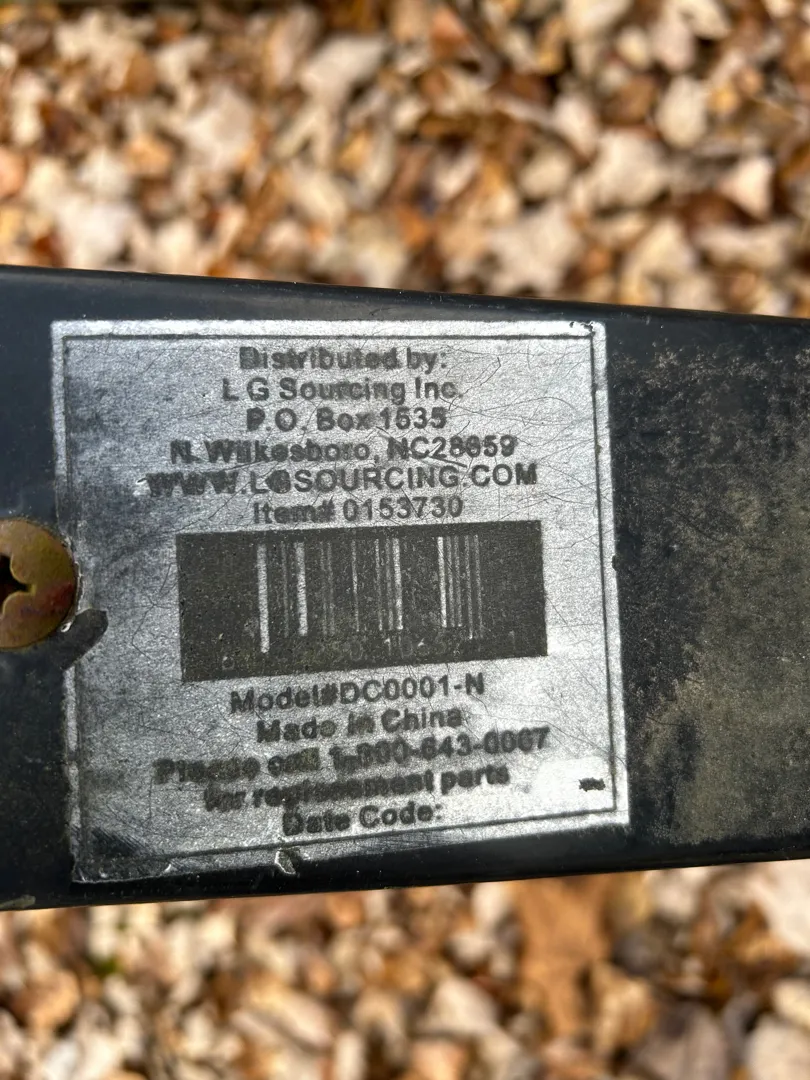 Distributed by:
L G Sourcing Inc.
P.O. Box 1535
N. Wilkesboro, NC28659
WWW.LGSOURCING.COM
Item# 0153730
Model#DC0001-N
Made in China
Please call 1-800-643-0067
for replacement parts
Date Code: